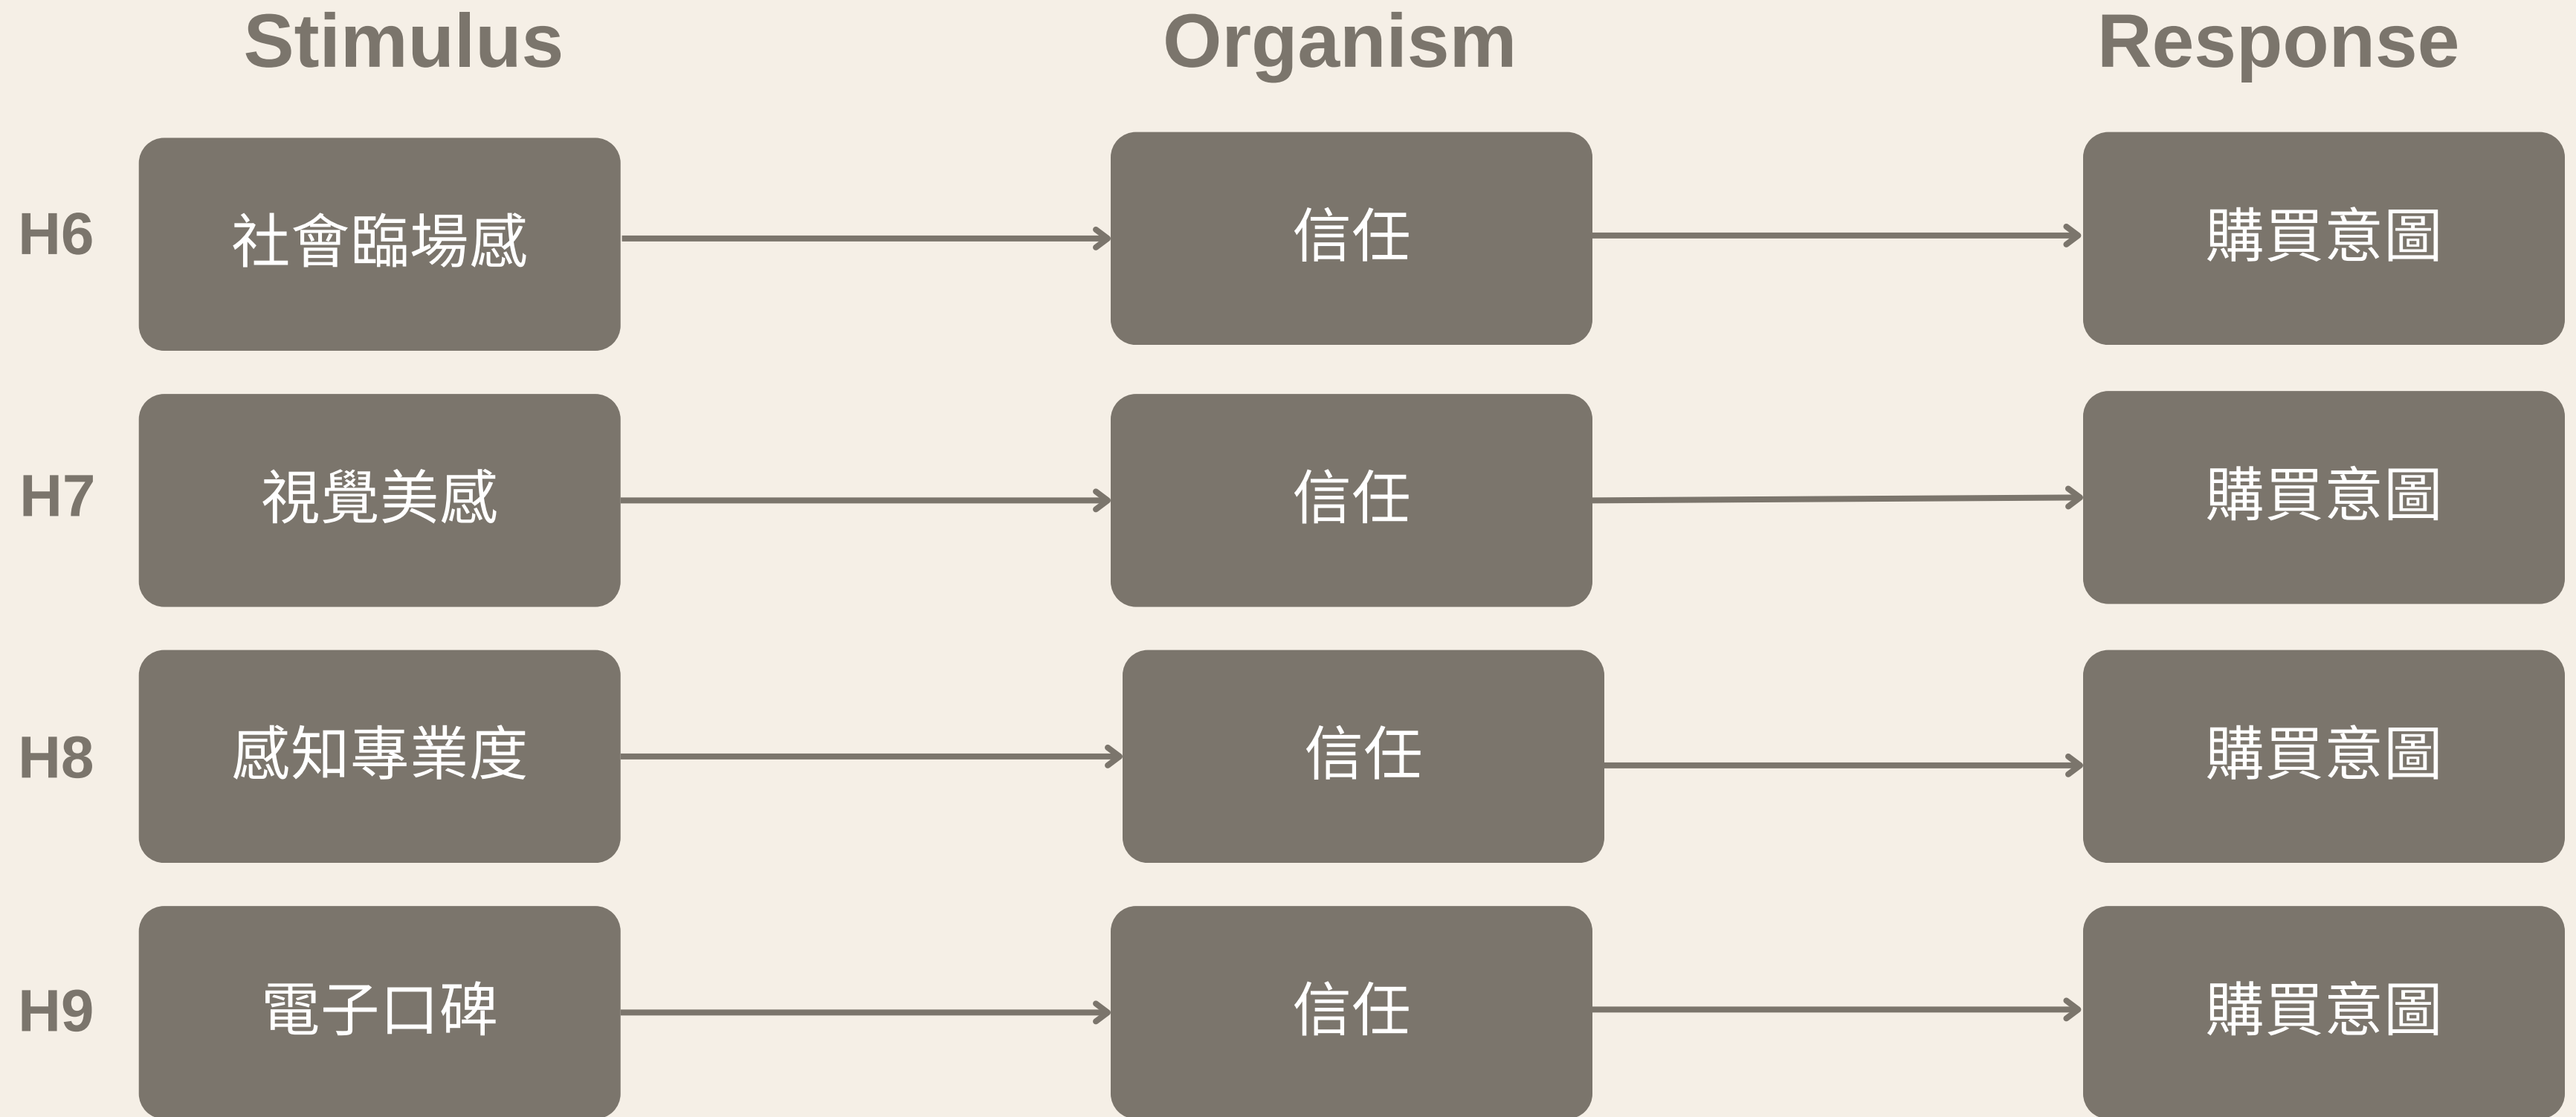 Stimulus Organism Response
H6 社會臨場感 信任 購買意圖
H7 視覺美感 信任 購買意圖
H8 感知專業度 信任 購買意圖
H9 電子口碑 信任 購買意圖